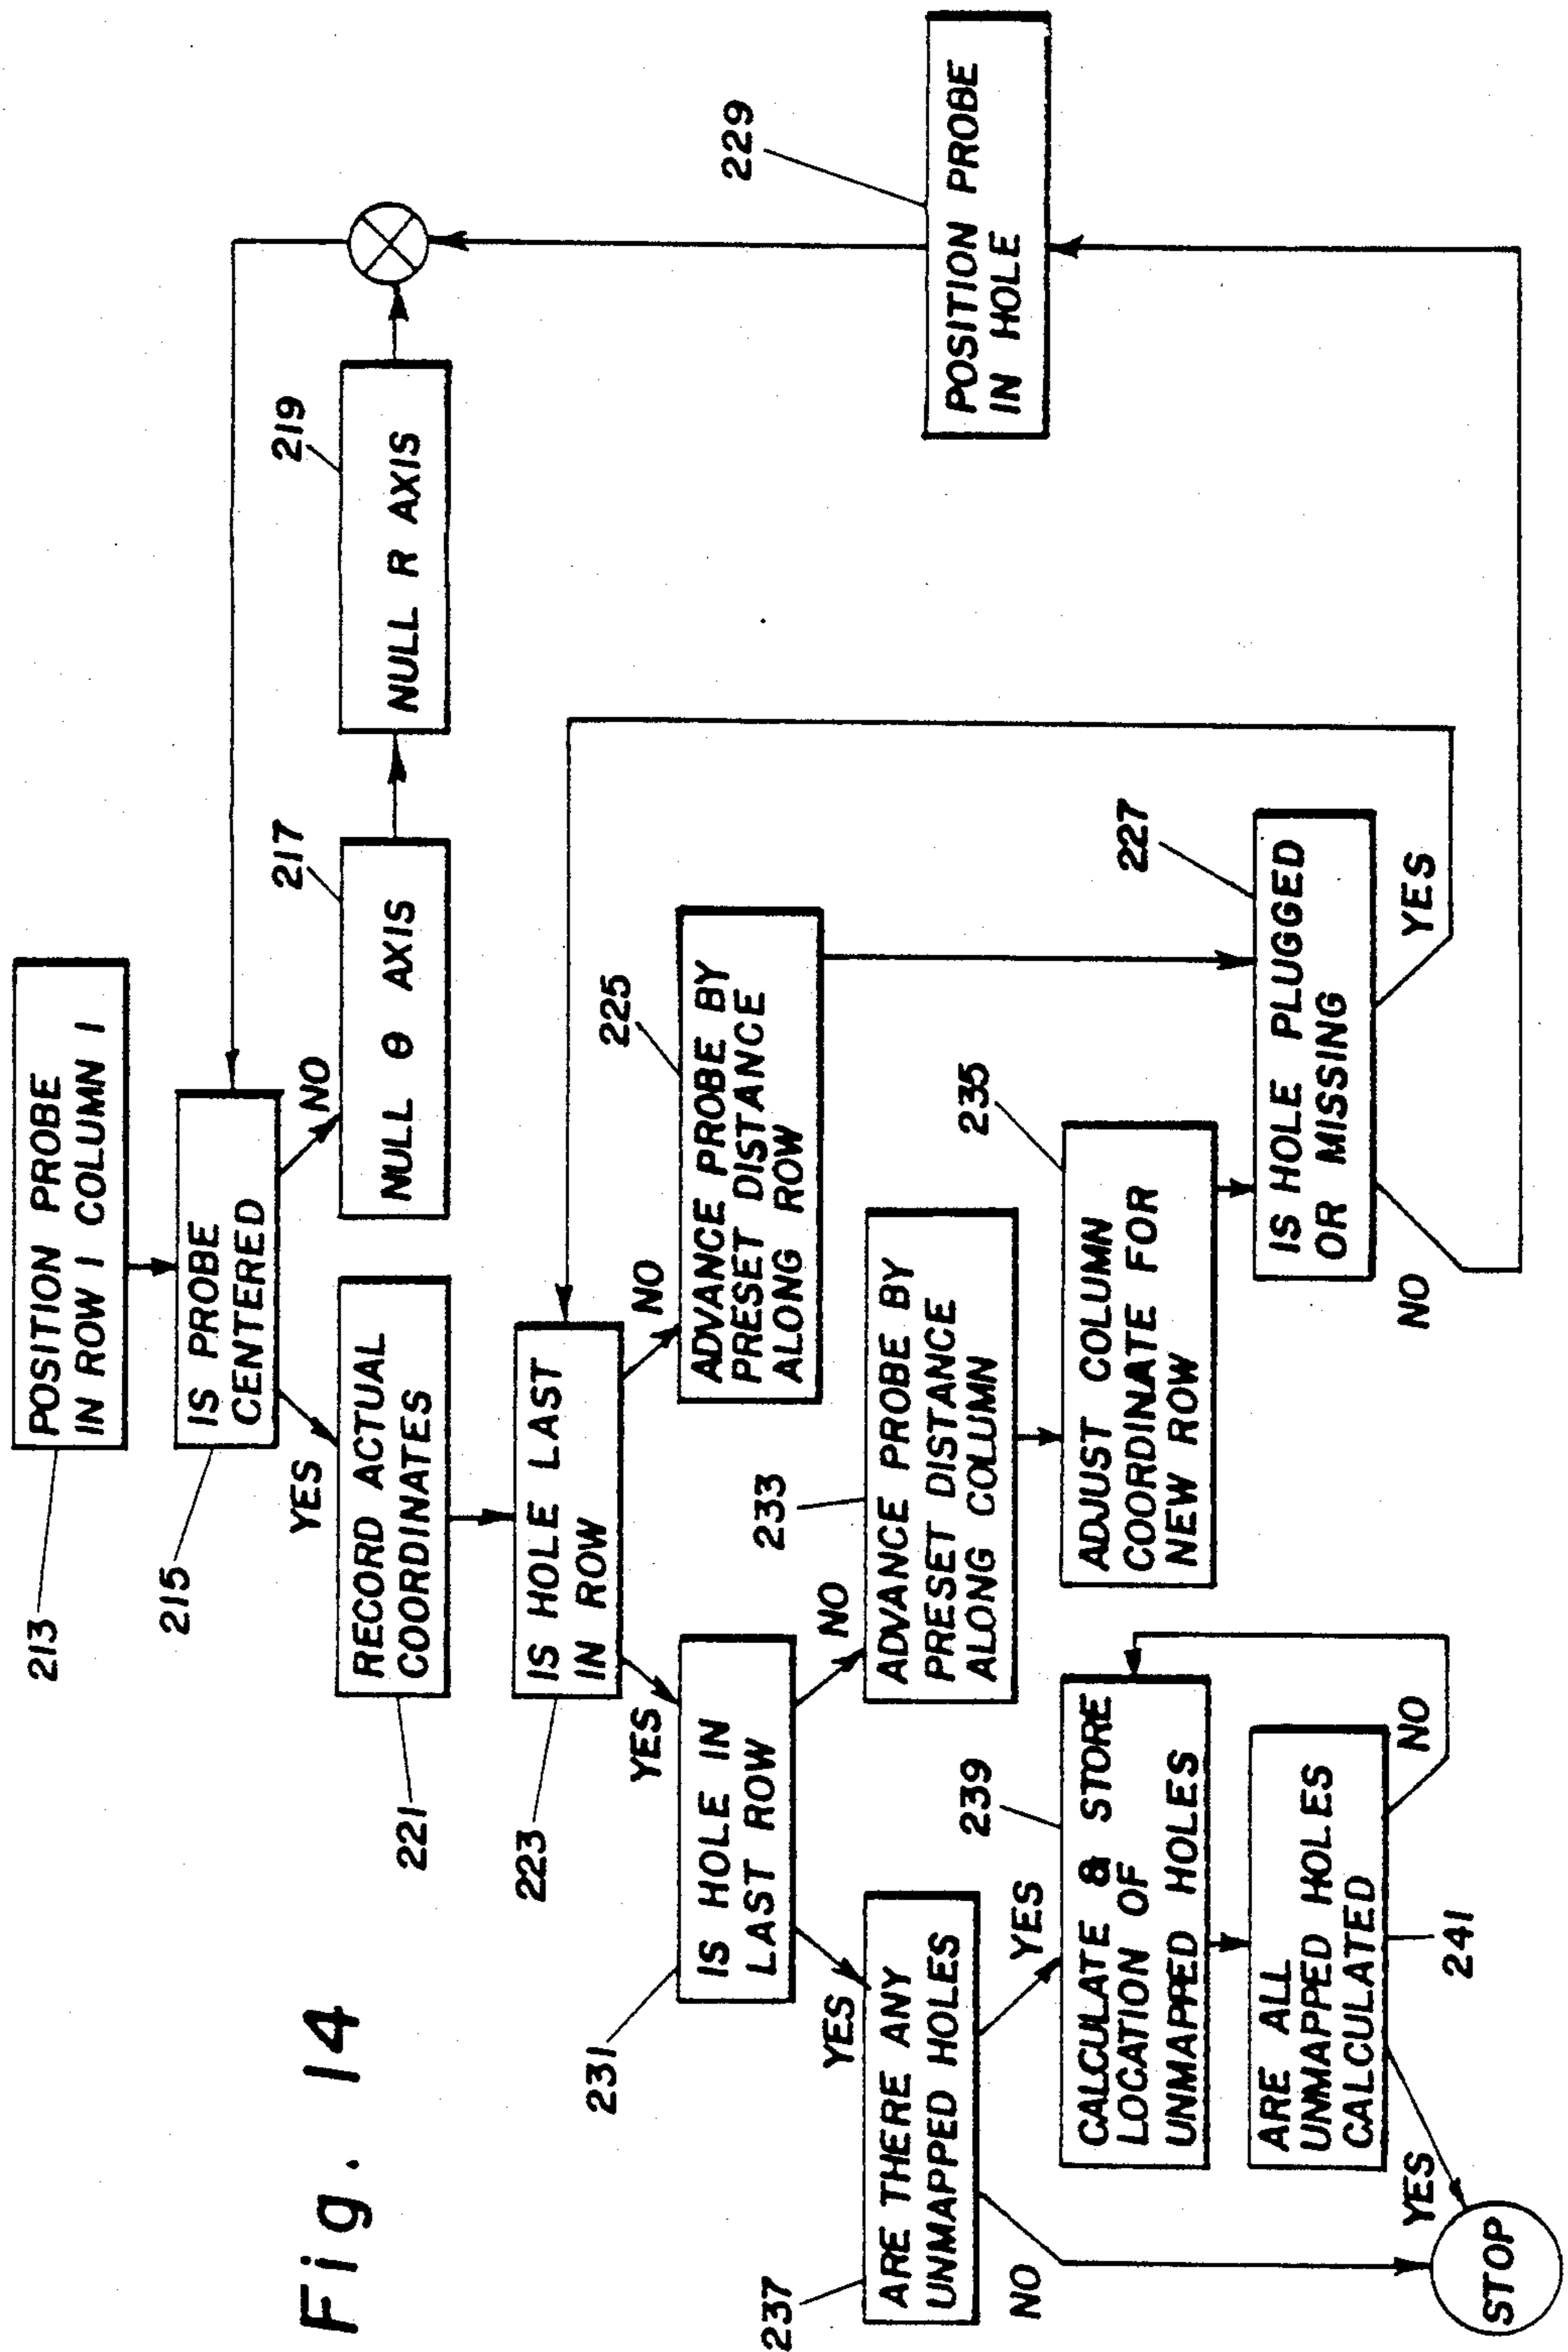 Fig. 14
213
POSITION PROBE
IN ROW 1 COLUMN 1
215
IS PROBE
CENTERED
YES
NO
217
NULL θ AXIS
219
NULL R AXIS
221
RECORD ACTUAL
COORDINATES
223
IS HOLE LAST
IN ROW
YES
NO
225
ADVANCE PROBE BY
PRESET DISTANCE
ALONG ROW
229
POSITION PROBE
IN HOLE
231
IS HOLE IN
LAST ROW
YES
NO
233
ADVANCE PROBE BY
PRESET DISTANCE
ALONG COLUMN
235
ADJUST COLUMN
COORDINATE FOR
NEW ROW
227
IS HOLE PLUGGED
OR MISSING
NO
YES
237
ARE THERE ANY
UNMAPPED HOLES
NO
YES
239
CALCULATE & STORE
LOCATION OF
UNMAPPED HOLES
241
ARE ALL
UNMAPPED HOLES
CALCULATED
YES
NO
STOP